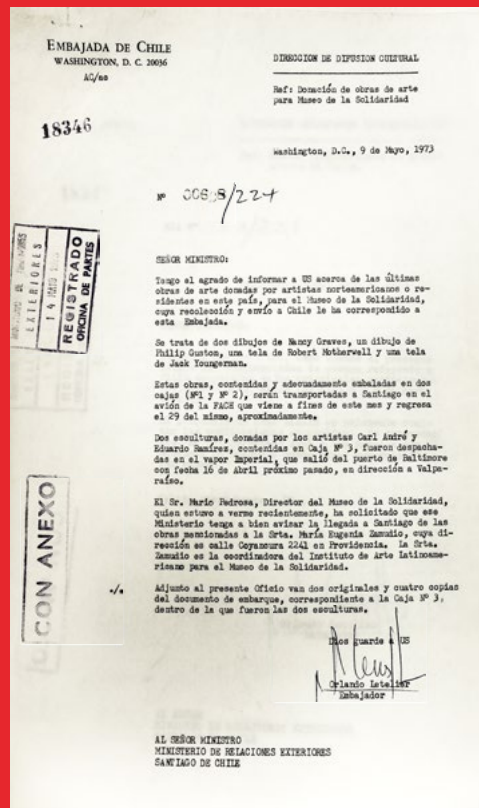 EMBAJADA DE CHILE
WASHINGTON, D. C. 20036
AC/
18346
DIRECCION DE DIFUSION CULTURAL
Ref: Donación de obras de arte
para Museo de la Solidaridad
Washington, D.C., 9 de Mayo, 1973
Nº /224
EXTERIORES
14 MAYO
REGISTRADO
OFICINA DE PARTES
SEÑOR MINISTRO:
Tengo el agrado de informar a US acerca de las últimas
obras de arte donadas por artistas norteamericanos o re-
sidentes en este país, para el Museo de la Solidaridad,
cuya recolección y envío a Chile le ha correspondido a
esta Embajada.
Se trata de dos dibujos de Nancy Graves, un dibujo de
Philip Guston, una tela de Robert Motherwell y una tela
de Jack Youngerman.
Estas obras, contenidas y adecuadamente embaladas en dos
cajas (Nº1 y Nº 2), serán transportadas a Santiago en el
avión de la FACH que viene a fines de este mes y regresa
el 29 del mismo, aproximadamente.
Dos esculturas, donadas por los artistas Carl André y
Eduardo Ramírez, contenidas en Caja Nº 3, fueron despacha-
das en el vapor Imperial, que salió del puerto de Baltimore
con fecha 16 de Abril próximo pasado, en dirección a Valpa-
raíso.
El Sr. Mario Pedrosa, Director del Museo de la Solidaridad,
quien estuvo a verme recientemente, ha solicitado que ese
Ministerio tenga a bien avisar la llegada a Santiago de las
obras mencionadas a la Srta. María Eugenia Zamudio, cuya di-
rección es calle Coyancura 2241 en Providencia. La Srta.
Zamudio es la coordinadora del Instituto de Arte Latinoame-
ricano para el Museo de la Solidaridad.
CON ANEXO
./.
Adjunto al presente Oficio van dos originales y cuatro copias
del documento de embarque, correspondiente a la Caja Nº 3,
dentro de la que fueron las dos esculturas.
Dios guarde a US
Orlando Letelier
Embajador
AL SEÑOR MINISTRO
MINISTERIO DE RELACIONES EXTERIORES
SANTIAGO DE CHILE